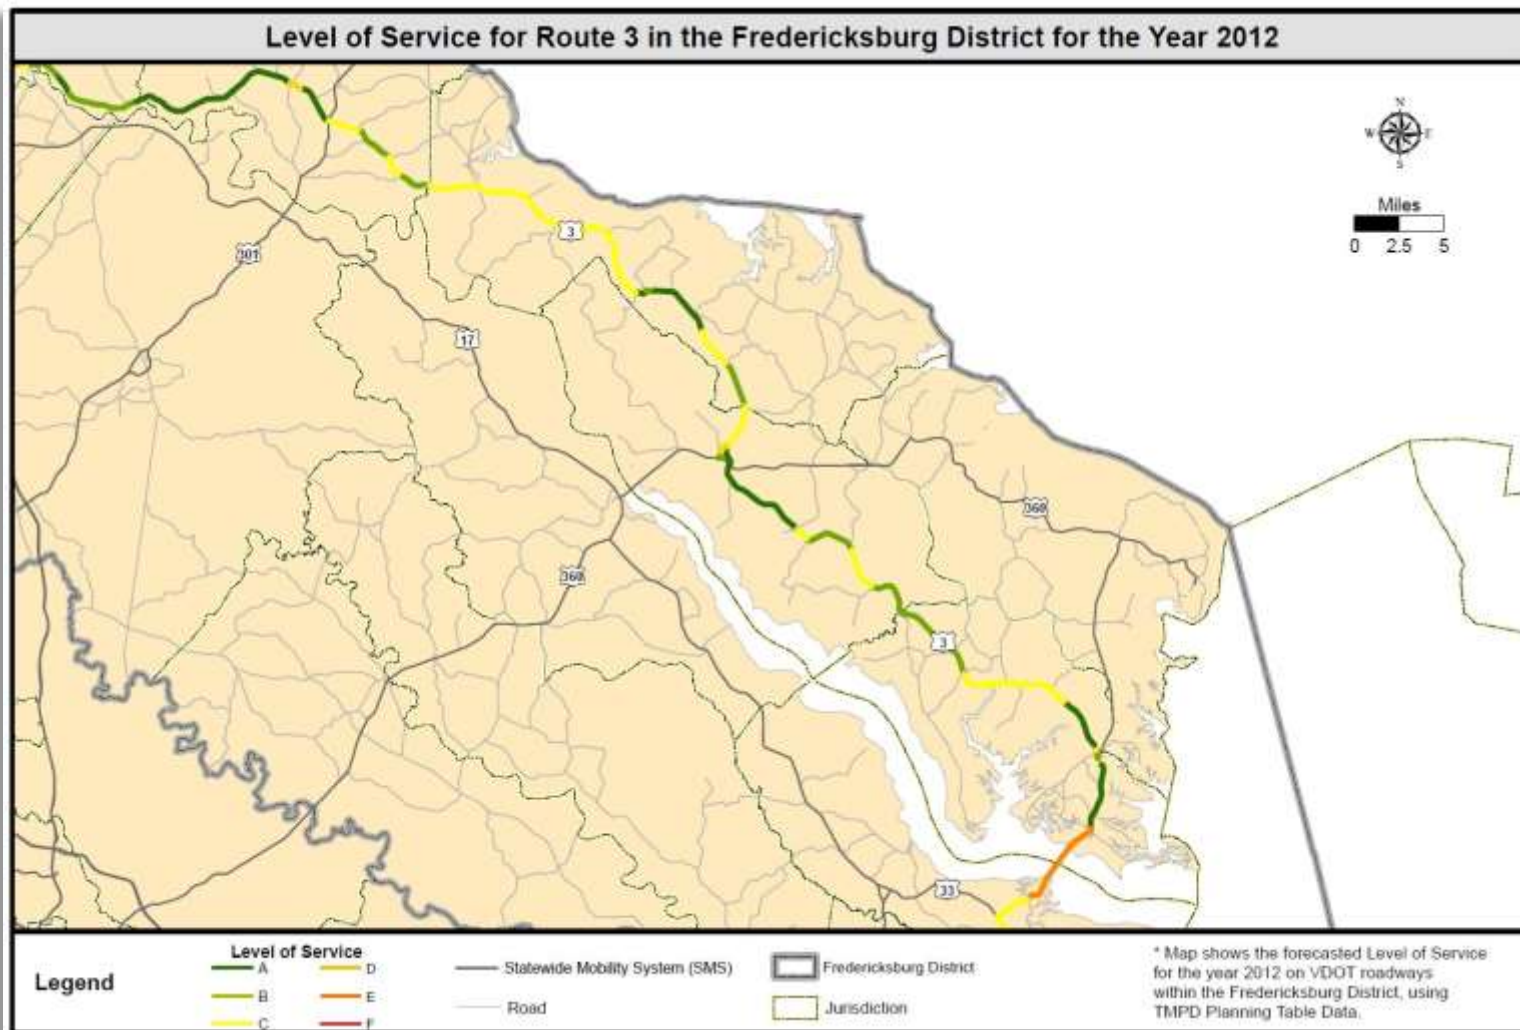 Level of Service for Route 3 in the Fredericksburg District for the Year 2012
N
W E
S
Miles
0 2.5 5
3
301
17
360
360
3
33
Legend
Level of Service
A
B
C
D
E
F
Statewide Mobility System (SMS)
Road
Fredericksburg District
Jurisdiction
* Map shows the forecasted Level of Service
for the year 2012 on VDOT roadways
within the Fredericksburg District, using
TMPD Planning Table Data.